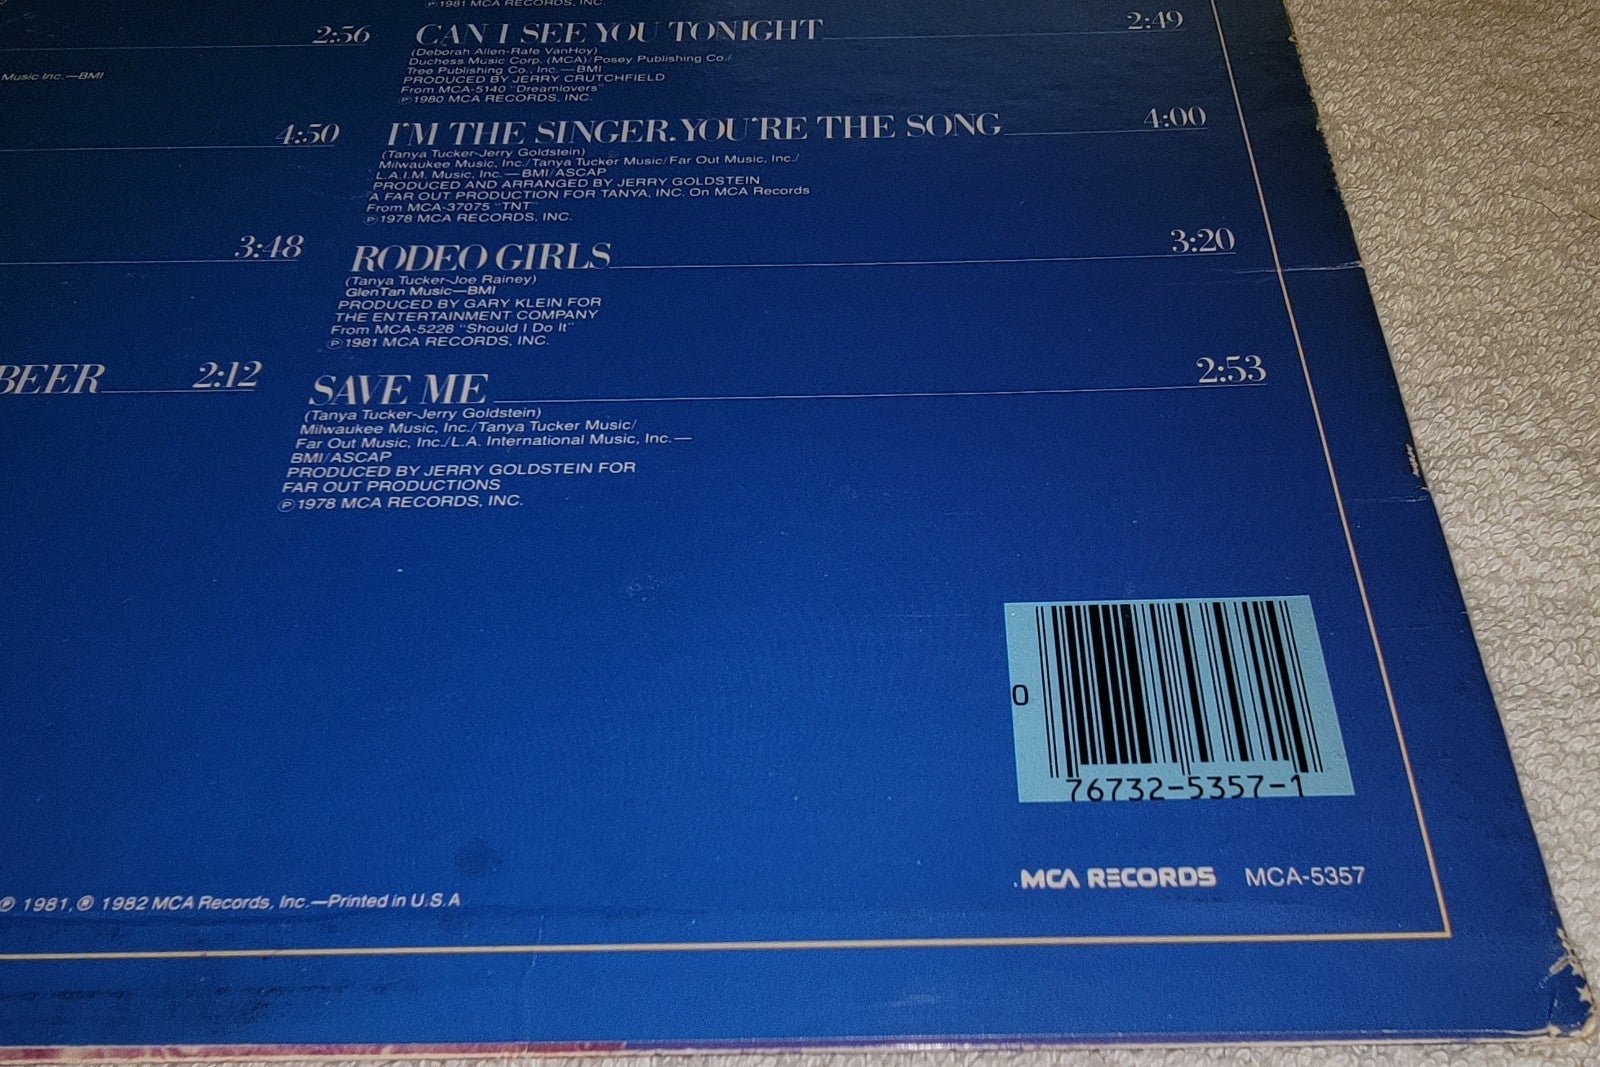 ℗1981 MCA RECORDS, INC.
2:56
Music Inc.—BMI
4:50
3:48
BEER 2:12
CAN I SEE YOU TONIGHT 2:49
(Deborah Allen-Rafe VanHoy)
Duchess Music Corp. (MCA)/Posey Publishing Co./
Tree Publishing Co., Inc.—BMI
PRODUCED BY JERRY CRUTCHFIELD
From MCA-5140 "Dreamlovers"
℗1980 MCA RECORDS, INC.
I'M THE SINGER, YOU'RE THE SONG 4:00
(Tanya Tucker-Jerry Goldstein)
Milwaukee Music, Inc./Tanya Tucker Music/Far Out Music, Inc./
L.A.I.M. Music, Inc.—BMI/ASCAP
PRODUCED AND ARRANGED BY JERRY GOLDSTEIN
A FAR OUT PRODUCTION FOR TANYA, INC. On MCA Records
From MCA-37075 "TNT"
℗1978 MCA RECORDS, INC.
RODEO GIRLS 3:20
(Tanya Tucker-Joe Rainey)
GlenTan Music—BMI
PRODUCED BY GARY KLEIN FOR
THE ENTERTAINMENT COMPANY
From MCA-5228 "Should I Do It"
℗1981 MCA RECORDS, INC.
SAVE ME 2:53
(Tanya Tucker-Jerry Goldstein)
Milwaukee Music, Inc./Tanya Tucker Music/
Far Out Music, Inc./L.A. International Music, Inc.—
BMI/ASCAP
PRODUCED BY JERRY GOLDSTEIN FOR
FAR OUT PRODUCTIONS
℗1978 MCA RECORDS, INC.
0
76732-5357-1
MCA RECORDS MCA-5357
℗ 1981, ℗ 1982 MCA Records, Inc.—Printed in U.S.A